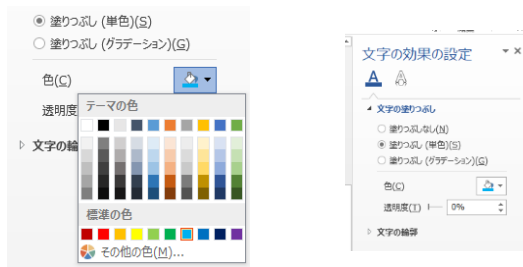 塗りつぶし (単色)(S)
塗りつぶし (グラデーション)(G)
色(C)
透明度
テーマの色
文字の輪
標準の色
その他の色(M)...
文字の効果の設定
A A
文字の塗りつぶし
塗りつぶしなし(N)
塗りつぶし (単色)(S)
塗りつぶし (グラデーション)(G)
色(C)
透明度(T) 0%
文字の輪郭